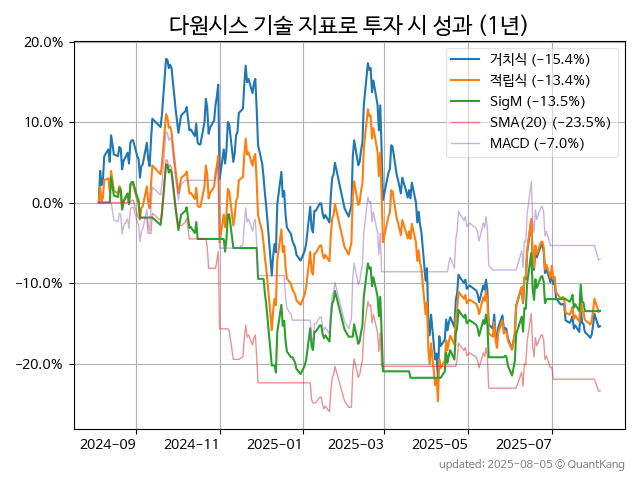 다원시스 기술 지표로 투자 시 성과 (1년)
20.0%
10.0%
0.0%
-10.0%
-20.0%
거치식 (-15.4%)
적립식 (-13.4%)
SigM (-13.5%)
SMA(20) (-23.5%)
MACD (-7.0%)
2024-09 2024-11 2025-01 2025-03 2025-05 2025-07
updated: 2025-08-05 © QuantKang